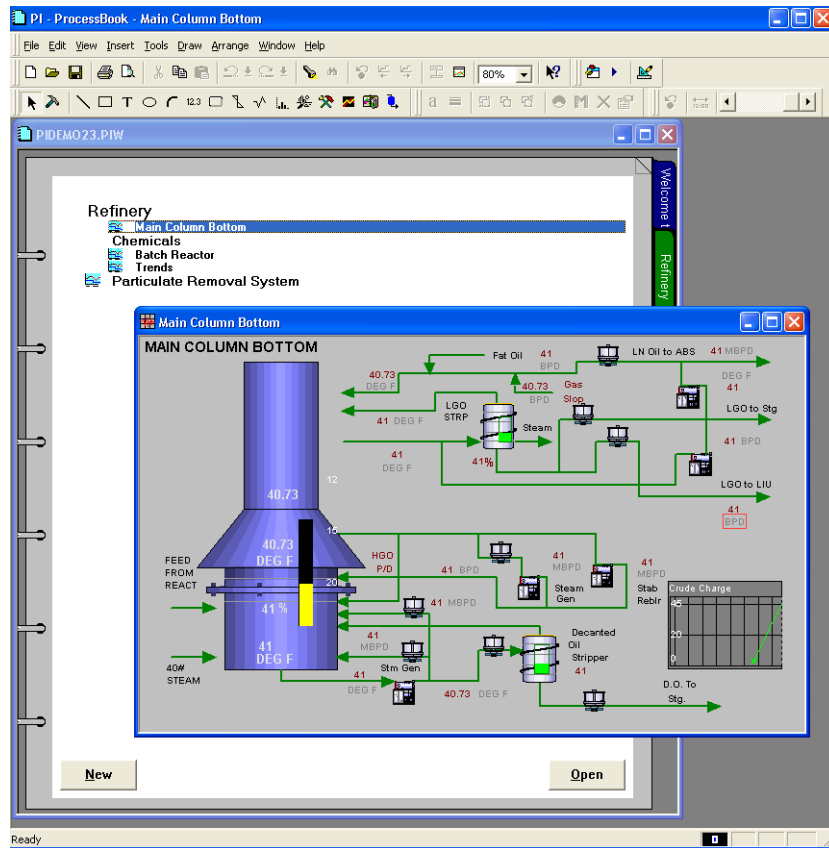 PI - ProcessBook - Main Column Bottom
File Edit View Insert Tools Draw Arrange Window Help
80%
T 12.3
a
PIDEMO23.PIW
Welcome t
Refinery
Refinery
Main Column Bottom
Chemicals
Batch Reactor
Trends
Particulate Removal System
Main Column Bottom
MAIN COLUMN BOTTOM
Fat Oil
41
BPD
LN Oil to ABS
41 MBPD
40.73
DEG F
40.73
BPD
Gas
Slop
DEG F
41
LGO
STRP
41 DEG F
Steam
LGO to Stg
41
DEG F
41%
41 BPD
12
LGO to LIU
40.73
41
BPD
15
40.73
DEG F
FEED
FROM
REACT
HGO
P/D
41 BPD
41
MBPD
Steam
Gen
41
MBPD
Stab
Reblr
Crude Charge
45
20
0
20
41 %
41 MBPD
41
MBPD
Decanted
Oil
Stripper
41
41
DEG F
40#
STEAM
Stm Gen
41
DEG F
40.73 DEG F
D.O. To
Stg.
New
Open
Ready